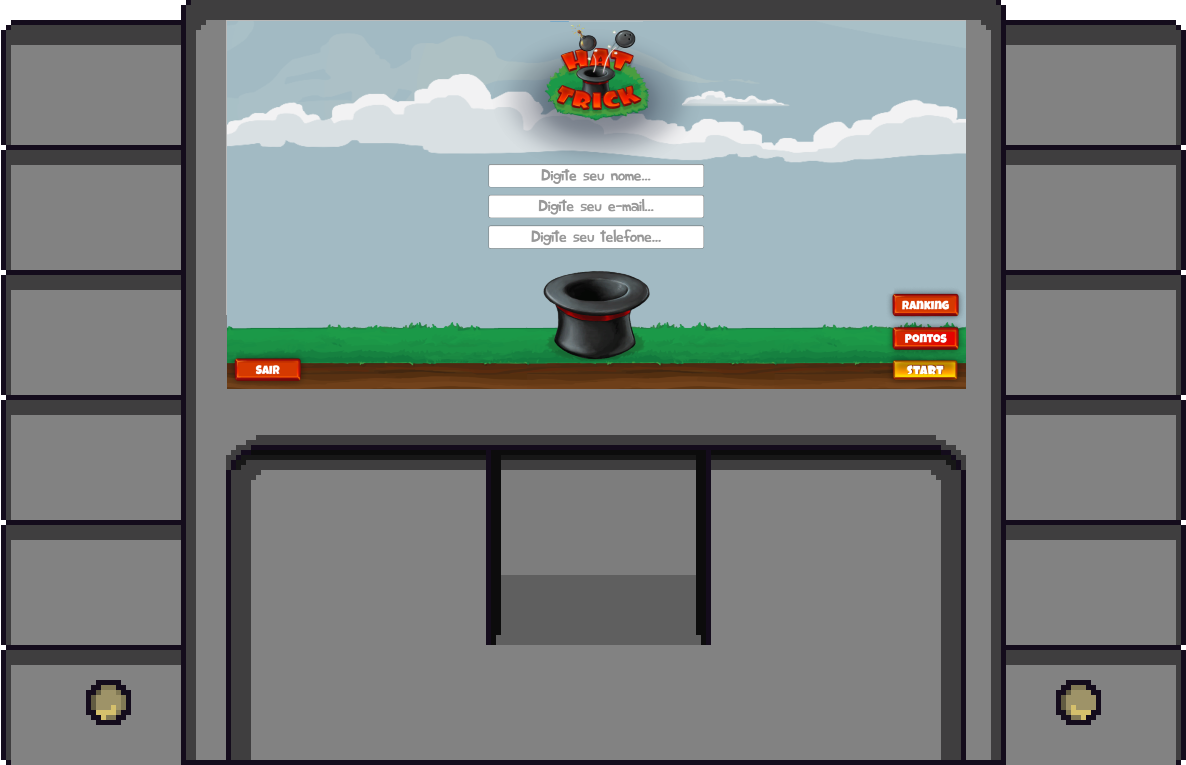 HAT
TRICK
Digite seu nome...
Digite seu e-mail...
Digite seu telefone...
RANKING
PONTOS
SAIR
START